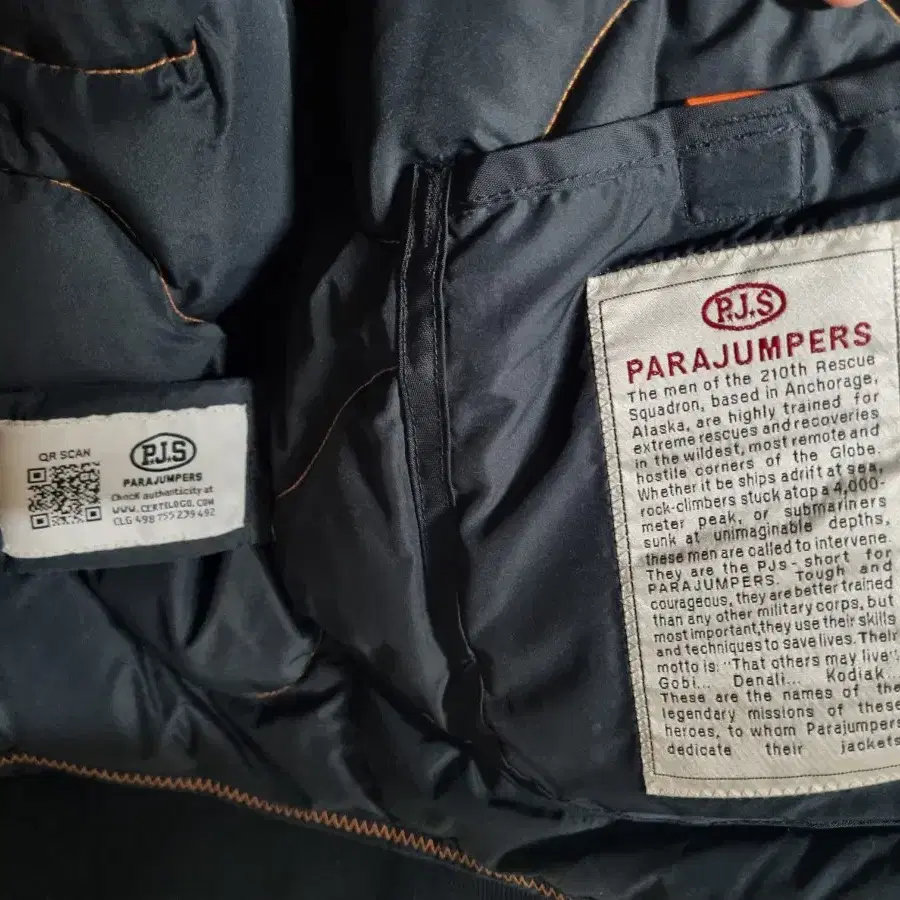 QR SCAN
P.J.S
PARAJUMPERS
Check authenticity at
WWW.CERTILOGO.COM
CLG 498 755 239 492
P.J.S
PARAJUMPERS
The men of the 210th Rescue
Squadron, based in Anchorage,
Alaska, are highly trained for
extreme rescues and recoveries
in the wildest, most remote and
hostile corners of the Globe.
Whether it be ships adrift at sea,
rock-climbers stuck atop a 4,000-
meter peak, or submariners
sunk at unimaginable depths,
these men are called to intervene.
They are the PJs - short for
PARAJUMPERS. Tough and
courageous, they are better trained
than any other military corps, but
most important, they use their skills
and techniques to save lives. Their
motto is: "That others may live".
Gobi... Denali... Kodiak...
These are the names of the
legendary missions of these
heroes, to whom Parajumpers
dedicate their jackets